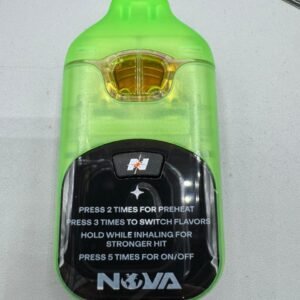 N
PRESS 2 TIMES FOR PREHEAT
PRESS 3 TIMES TO SWITCH FLAVORS
HOLD WHILE INHALING FOR
STRONGER HIT
PRESS 5 TIMES FOR ON/OFF
NOVA